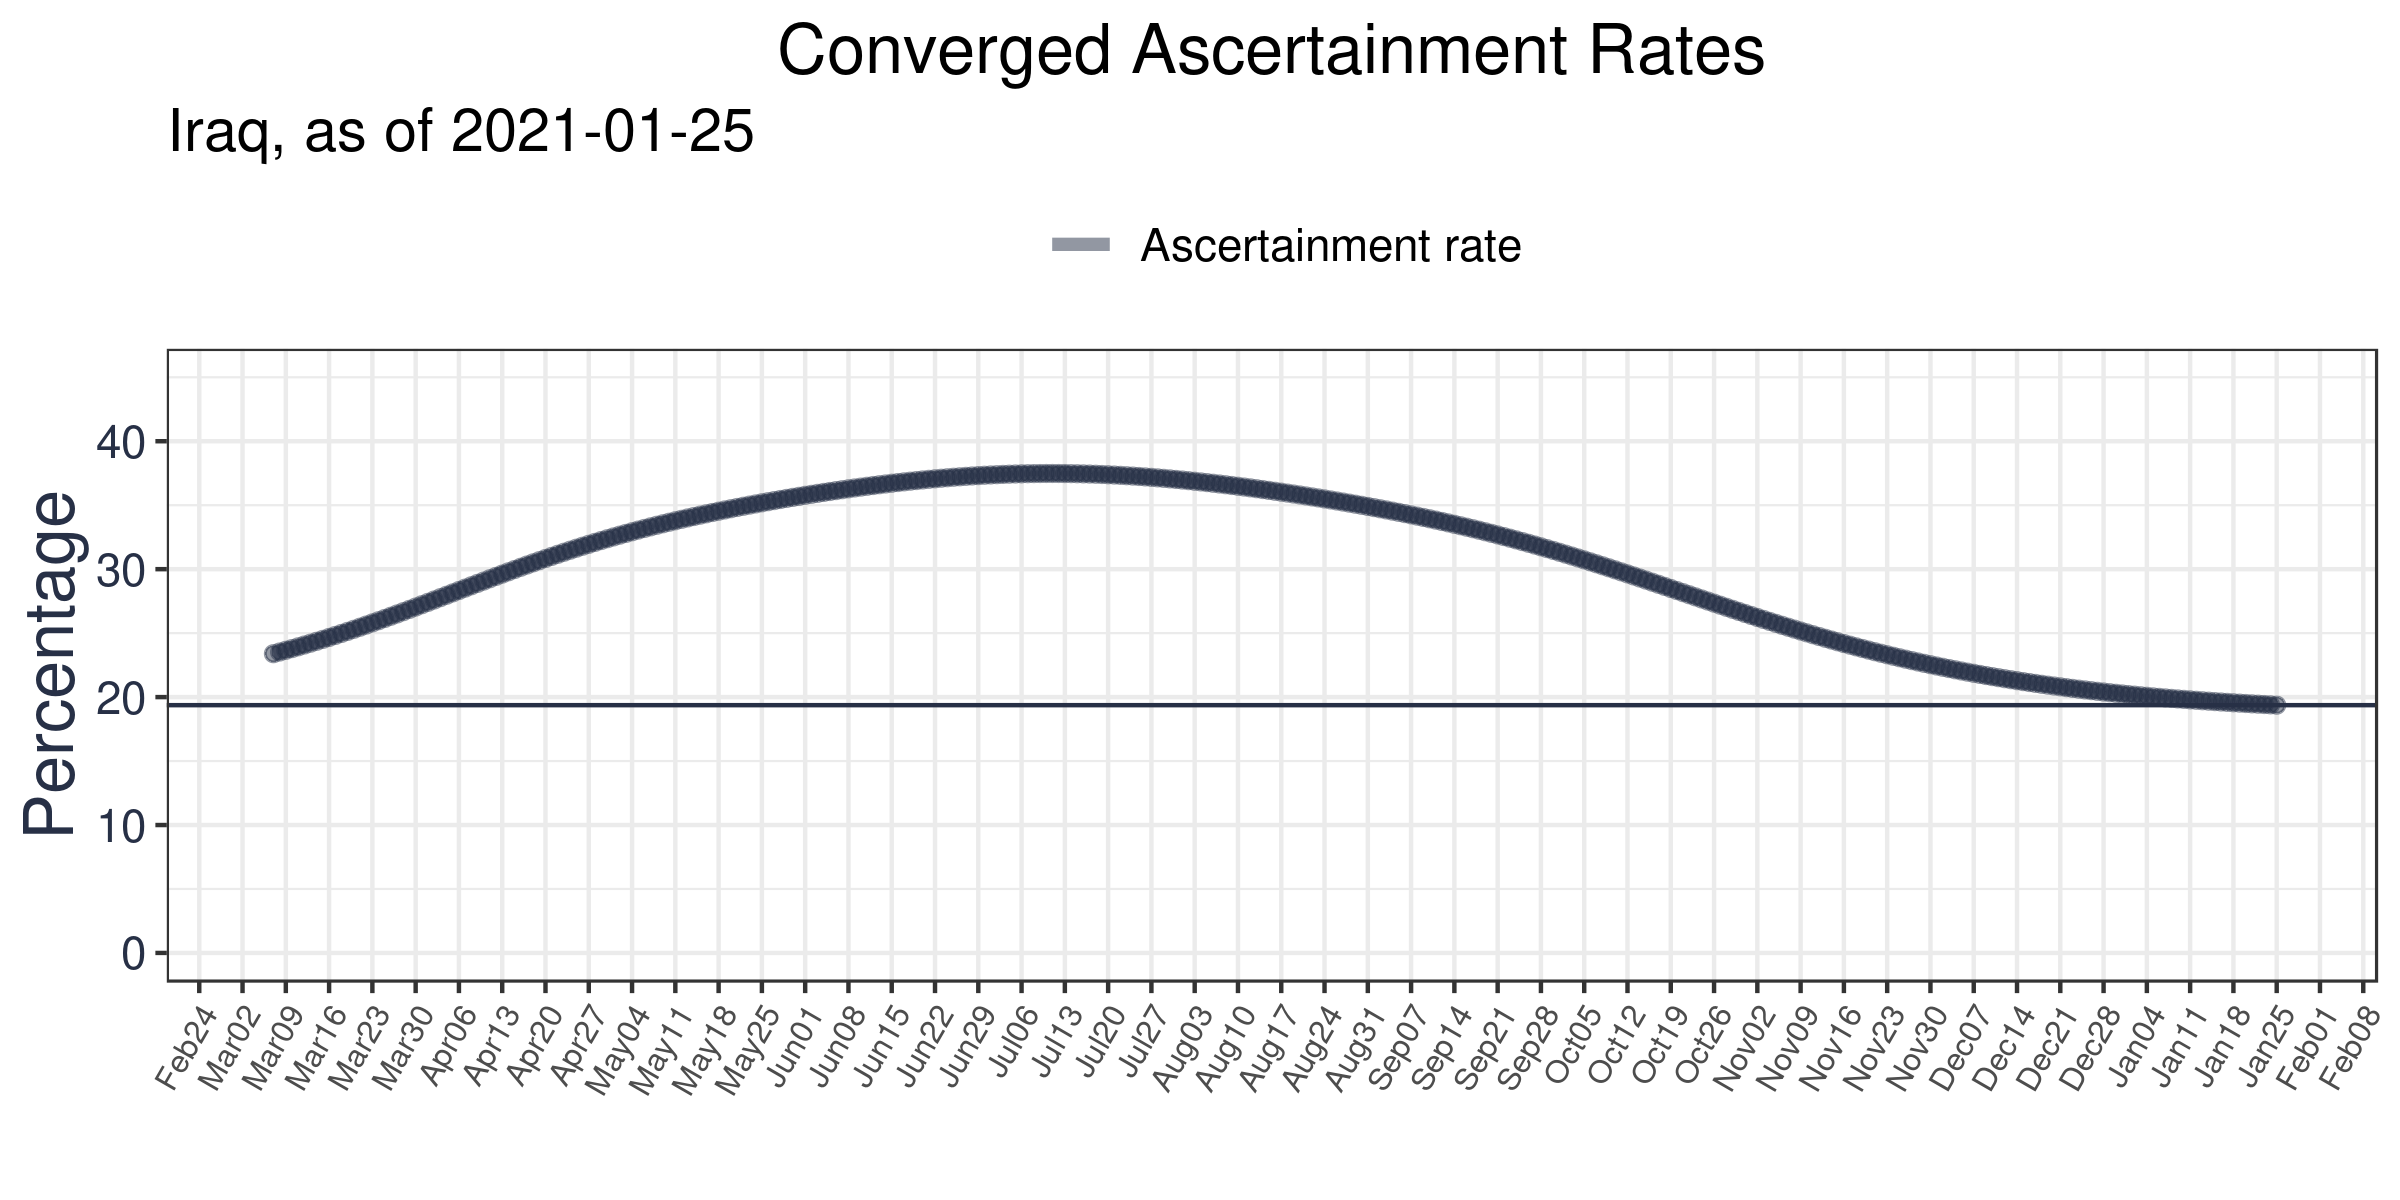 Converged Ascertainment Rates
Iraq, as of 2021-01-25
Ascertainment rate
Percentage
40
30
20
10
0
Feb24 Mar02 Mar09 Mar16 Mar23 Mar30 Apr06 Apr13 Apr20 Apr27 May04 May11 May18 May25 Jun01 Jun08 Jun15 Jun22 Jun29 Jul06 Jul13 Jul20 Jul27 Aug03 Aug10 Aug17 Aug24 Aug31 Sep07 Sep14 Sep21 Sep28 Oct05 Oct12 Oct19 Oct26 Nov02 Nov09 Nov16 Nov23 Nov30 Dec07 Dec14 Dec21 Dec28 Jan04 Jan11 Jan18 Jan25 Feb01 Feb08